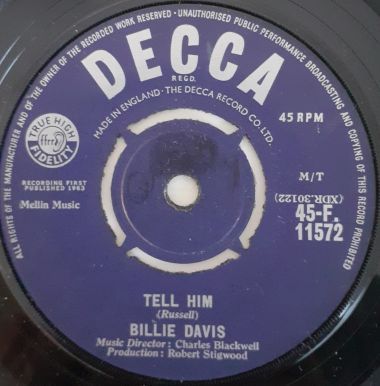 ALL RIGHTS OF THE MANUFACTURER AND OF THE OWNER OF THE RECORDED WORK RESERVED · UNAUTHORISED PUBLIC PERFORMANCE BROADCASTING AND COPYING OF THIS RECORD PROHIBITED
DECCA
REGD.
MADE IN ENGLAND · THE DECCA RECORD CO. LTD.
TRUE HIGH
ffrr
FIDELITY
45 RPM
RECORDING FIRST
PUBLISHED 1963
Mellin Music
M/T
(XDR.30122)
45-F.
11572
TELL HIM
(Russell)
BILLIE DAVIS
Music Director : Charles Blackwell
Production : Robert Stigwood